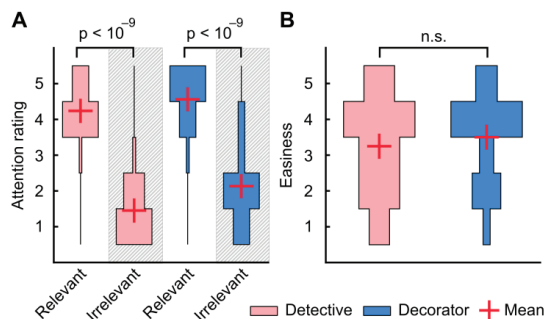 A
B
p < 10⁻⁹
p < 10⁻⁹
n.s.
Attention rating
5
4
3
2
1
Easiness
5
4
3
2
1
Relevant
Irrelevant
Relevant
Irrelevant
Detective
Decorator
Mean